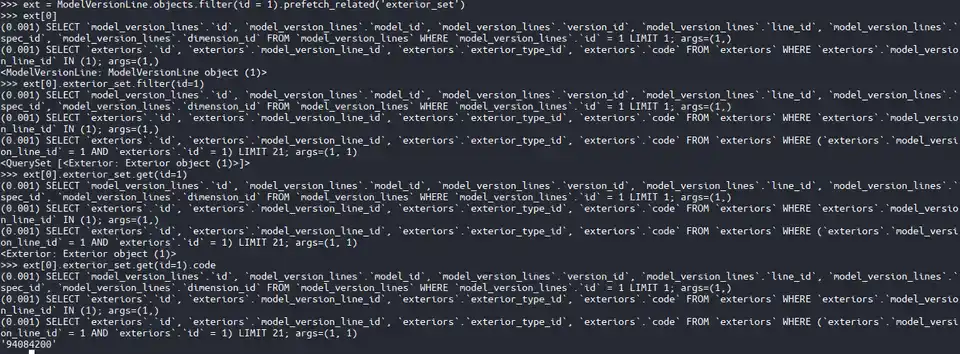 >>> ext = ModelVersionLine.objects.filter(id = 1).prefetch_related('exterior_set')
>>> ext[0]
(0.001) SELECT `model_version_lines`.`id`, `model_version_lines`.`model_id`, `model_version_lines`.`version_id`, `model_version_lines`.`line_id`, `model_version_lines`.`
spec_id`, `model_version_lines`.`dimension_id` FROM `model_version_lines` WHERE `model_version_lines`.`id` = 1 LIMIT 1; args=(1,)
(0.001) SELECT `exteriors`.`id`, `exteriors`.`model_version_line_id`, `exteriors`.`exterior_type_id`, `exteriors`.`code` FROM `exteriors` WHERE `exteriors`.`model_versio
n_line_id` IN (1); args=(1,)
<ModelVersionLine: ModelVersionLine object (1)>
>>> ext[0].exterior_set.filter(id=1)
(0.001) SELECT `model_version_lines`.`id`, `model_version_lines`.`model_id`, `model_version_lines`.`version_id`, `model_version_lines`.`line_id`, `model_version_lines`.`
spec_id`, `model_version_lines`.`dimension_id` FROM `model_version_lines` WHERE `model_version_lines`.`id` = 1 LIMIT 1; args=(1,)
(0.001) SELECT `exteriors`.`id`, `exteriors`.`model_version_line_id`, `exteriors`.`exterior_type_id`, `exteriors`.`code` FROM `exteriors` WHERE `exteriors`.`model_versio
n_line_id` IN (1); args=(1,)
(0.001) SELECT `exteriors`.`id`, `exteriors`.`model_version_line_id`, `exteriors`.`exterior_type_id`, `exteriors`.`code` FROM `exteriors` WHERE (`exteriors`.`model_versi
on_line_id` = 1 AND `exteriors`.`id` = 1) LIMIT 21; args=(1, 1)
<QuerySet [<Exterior: Exterior object (1)>]>
>>> ext[0].exterior_set.get(id=1)
(0.001) SELECT `model_version_lines`.`id`, `model_version_lines`.`model_id`, `model_version_lines`.`version_id`, `model_version_lines`.`line_id`, `model_version_lines`.`
spec_id`, `model_version_lines`.`dimension_id` FROM `model_version_lines` WHERE `model_version_lines`.`id` = 1 LIMIT 1; args=(1,)
(0.001) SELECT `exteriors`.`id`, `exteriors`.`model_version_line_id`, `exteriors`.`exterior_type_id`, `exteriors`.`code` FROM `exteriors` WHERE `exteriors`.`model_versio
n_line_id` IN (1); args=(1,)
(0.001) SELECT `exteriors`.`id`, `exteriors`.`model_version_line_id`, `exteriors`.`exterior_type_id`, `exteriors`.`code` FROM `exteriors` WHERE (`exteriors`.`model_versi
on_line_id` = 1 AND `exteriors`.`id` = 1) LIMIT 21; args=(1, 1)
<Exterior: Exterior object (1)>
>>> ext[0].exterior_set.get(id=1).code
(0.001) SELECT `model_version_lines`.`id`, `model_version_lines`.`model_id`, `model_version_lines`.`version_id`, `model_version_lines`.`line_id`, `model_version_lines`.`
spec_id`, `model_version_lines`.`dimension_id` FROM `model_version_lines` WHERE `model_version_lines`.`id` = 1 LIMIT 1; args=(1,)
(0.001) SELECT `exteriors`.`id`, `exteriors`.`model_version_line_id`, `exteriors`.`exterior_type_id`, `exteriors`.`code` FROM `exteriors` WHERE `exteriors`.`model_versio
n_line_id` IN (1); args=(1,)
(0.001) SELECT `exteriors`.`id`, `exteriors`.`model_version_line_id`, `exteriors`.`exterior_type_id`, `exteriors`.`code` FROM `exteriors` WHERE (`exteriors`.`model_versi
on_line_id` = 1 AND `exteriors`.`id` = 1) LIMIT 21; args=(1, 1)
'94084200'